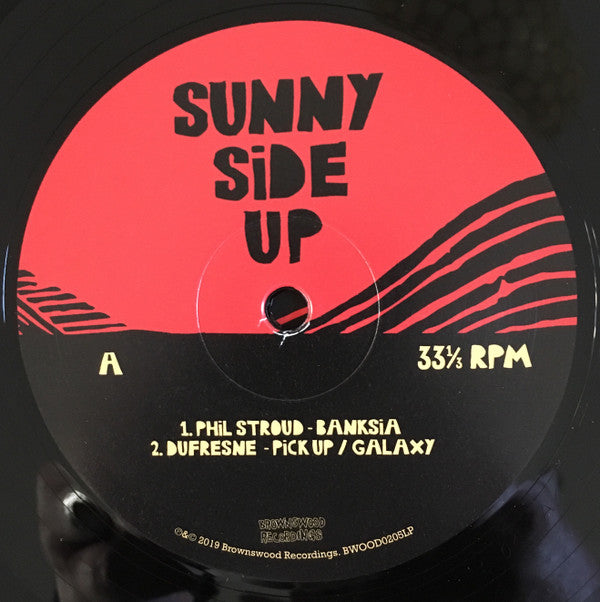 SUNNY
SiDE
UP
A
33⅓ RPM
1. PHiL STROUD - BANKSiA
2. DUFRESNE - PiCK UP / GALAXY
BROWNSWOOD
RECORDINGS
℗&© 2019 Brownswood Recordings. BWOOD0205LP